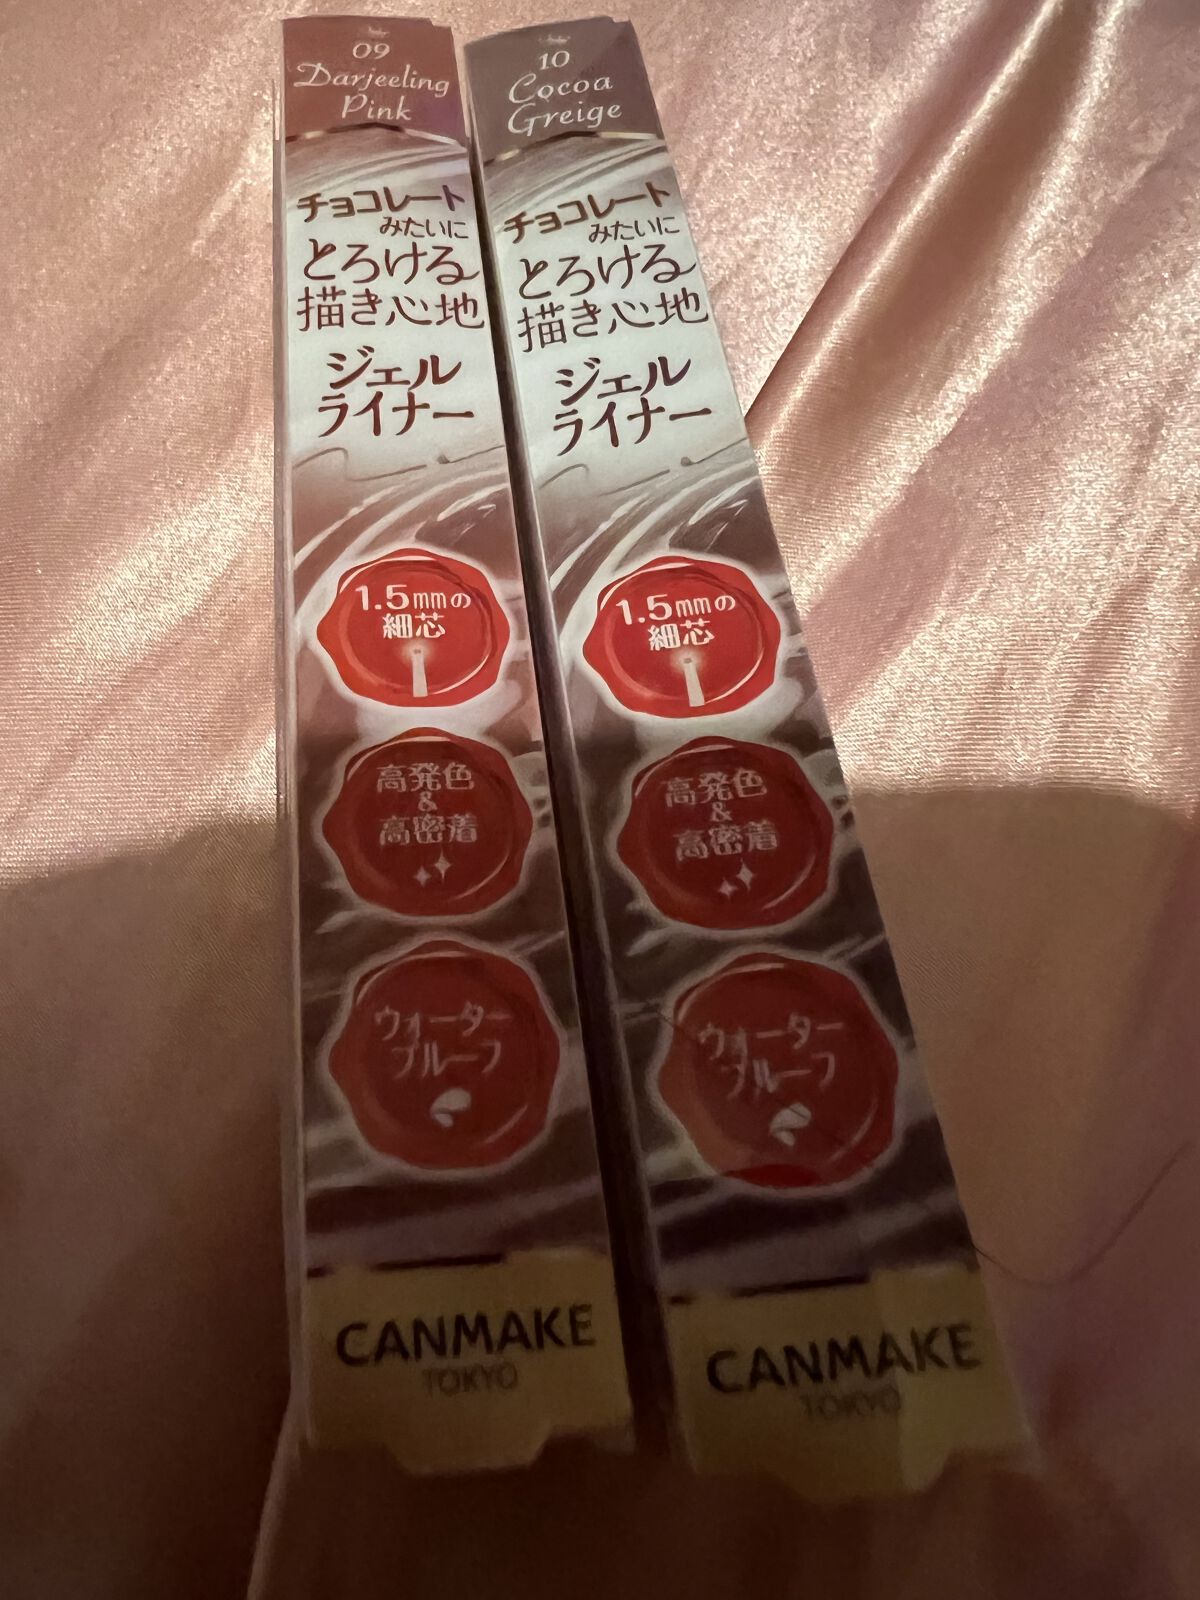 09
Darjeeling
Pink
チョコレート
みたいに
とろける
描き心地
ジェル
ライナー
1.5mmの
細芯
高発色
&
高密着
ウォーター
プルーフ
CANMAKE
TOKYO
10
Cocoa
Greige
チョコレート
みたいに
とろける
描き心地
ジェル
ライナー
1.5mmの
細芯
高発色
&
高密着
ウォーター
プルーフ
CANMAKE
TOKYO